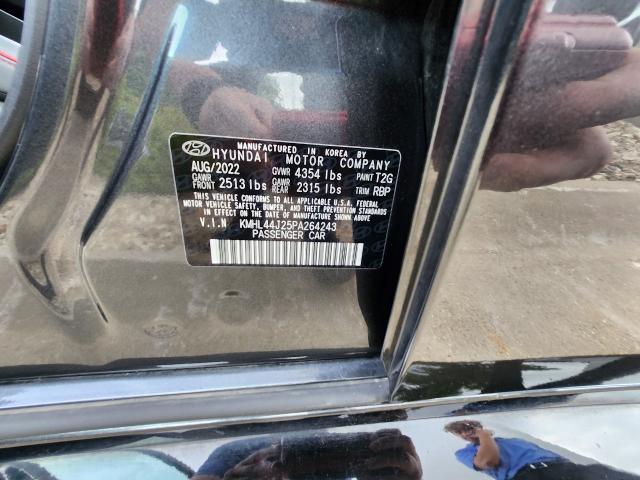 MANUFACTURED IN KOREA BY
HYUNDAI MOTOR COMPANY
AUG/2022 GVWR 4354 lbs PAINT T2G
GAWR FRONT 2513 lbs GAWR REAR 2315 lbs TRIM RBP
THIS VEHICLE CONFORMS TO ALL APPLICABLE U.S.A. FEDERAL
MOTOR VEHICLE SAFETY, BUMPER, AND THEFT PREVENTION STANDARDS
IN EFFECT ON THE DATE OF MANUFACTURE SHOWN ABOVE.
V.I.N KMHL44J25PA264243
PASSENGER CAR